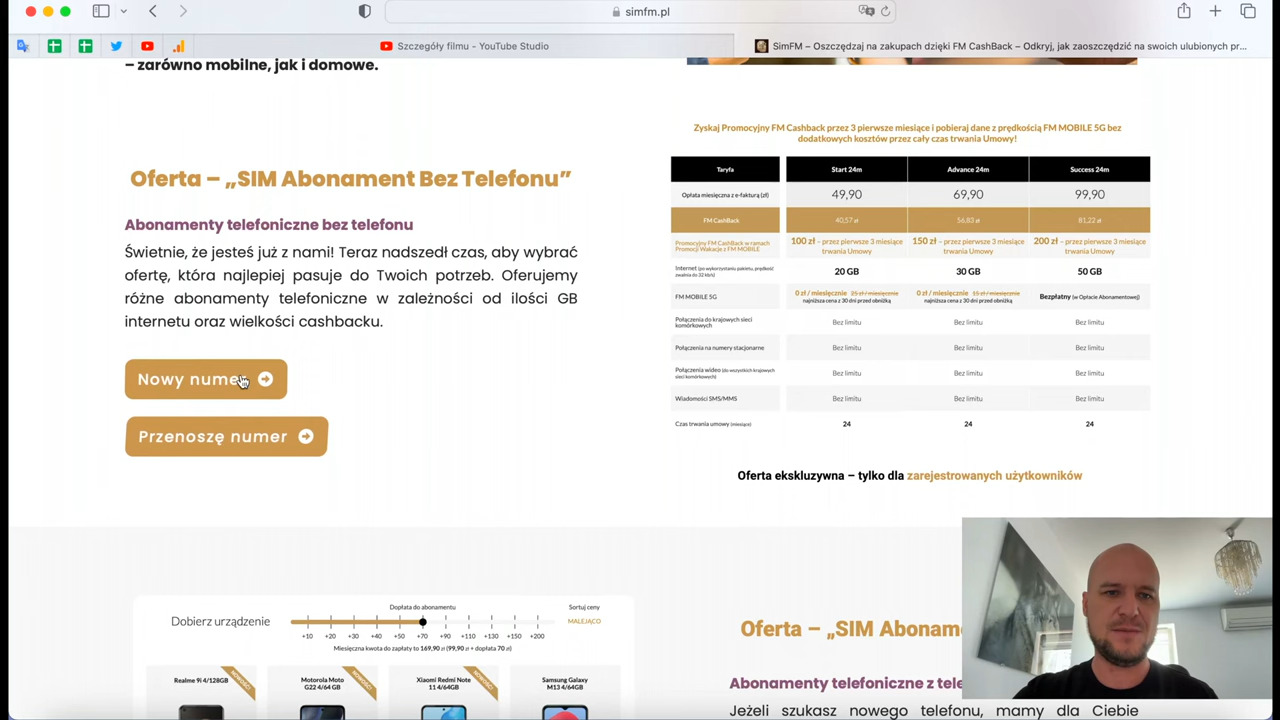 simfm.pl
Szczegóły filmu - YouTube Studio
SimFM – Oszczędzaj na zakupach dzięki FM CashBack – Odkryj, jak zaoszczędzić na swoich ulubionych pr...
– zarówno mobilne, jak i domowe.
Oferta – „SIM Abonament Bez Telefonu”
Abonamenty telefoniczne bez telefonu
Świetnie, że jesteś już z nami! Teraz nadszedł czas, aby wybrać
ofertę, która najlepiej pasuje do Twoich potrzeb. Oferujemy
różne abonamenty telefoniczne w zależności od ilości GB
internetu oraz wielkości cashbacku.
Nowy numer
Przenoszę numer
Zyskaj Promocyjny FM Cashback przez 3 pierwsze miesiące i pobieraj dane z prędkością FM MOBILE 5G bez
dodatkowych kosztów przez cały czas trwania Umowy!
Taryfa Start 24m Advance 24m Success 24m
Opłata miesięczna z e-fakturą (zł) 49,90 69,90 99,90
FM CashBack 40,57 zł 56,83 zł 81,22 zł
Promocyjny FM CashBack w ramach Promocji Wakacje z FM MOBILE 100 zł – przez pierwsze 3 miesiące trwania Umowy 150 zł – przez pierwsze 3 miesiące trwania Umowy 200 zł – przez pierwsze 3 miesiące trwania Umowy
Internet (po wykorzystaniu pakietu, prędkość zwalnia do 32 kb/s) 20 GB 30 GB 50 GB
FM MOBILE 5G 0 zł / miesięcznie 25 zł / miesięcznie najniższa cena z 30 dni przed obniżką 0 zł / miesięcznie 15 zł / miesięcznie najniższa cena z 30 dni przed obniżką Bezpłatny (w Opłacie Abonamentowej)
Połączenia do krajowych sieci komórkowych Bez limitu Bez limitu Bez limitu
Połączenia na numery stacjonarne Bez limitu Bez limitu Bez limitu
Połączenia wideo (do wszystkich krajowych sieci komórkowych) Bez limitu Bez limitu Bez limitu
Wiadomości SMS/MMS Bez limitu Bez limitu Bez limitu
Czas trwania umowy (miesiące) 24 24 24
Oferta ekskluzywna – tylko dla zarejestrowanych użytkowników
Dobierz urządzenie
Dopłata do abonamentu
+10 +20 +30 +40 +50 +70 +90 +110 +130 +150 +200
Miesięczna kwota do zapłaty to 169,90 zł (99,90 zł + dopłata 70 zł)
Sortuj ceny
MALEJĄCO
Realme 9i 4/128GB
NOWOŚĆ!
Motorola Moto
G22 4/64 GB
NOWOŚĆ!
Xiaomi Redmi Note
11 4/64GB
NOWOŚĆ!
Samsung Galaxy
M13 4/64GB
Oferta – „SIM Abonam
Abonamenty telefoniczne z tele
Jeżeli szukasz nowego telefonu, mamy dla Ciebie